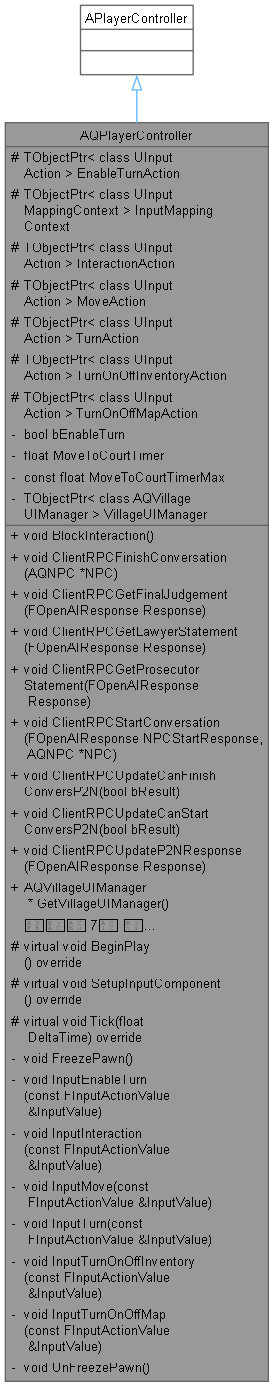 APlayerController
AQPlayerController
# TObjectPtr< class UInput
Action > EnableTurnAction
# TObjectPtr< class UInput
MappingContext > InputMapping
Context
# TObjectPtr< class UInput
Action > InteractionAction
# TObjectPtr< class UInput
Action > MoveAction
# TObjectPtr< class UInput
Action > TurnAction
# TObjectPtr< class UInput
Action > TurnOnOffInventoryAction
# TObjectPtr< class UInput
Action > TurnOnOffMapAction
- bool bEnableTurn
- float MoveToCourtTimer
- const float MoveToCourtTimerMax
- TObjectPtr< class AQVillage
UIManager > VillageUIManager
+ void BlockInteraction()
+ void ClientRPCFinishConversation
(AQNPC *NPC)
+ void ClientRPCGetFinalJudgement
(FOpenAIResponse Response)
+ void ClientRPCGetLawyerStatement
(FOpenAIResponse Response)
+ void ClientRPCGetProsecutor
Statement(FOpenAIResponse
Response)
+ void ClientRPCStartConversation
(FOpenAIResponse NPCStartResponse,
AQNPC *NPC)
+ void ClientRPCUpdateCanFinish
ConversP2N(bool bResult)
+ void ClientRPCUpdateCanStart
ConversP2N(bool bResult)
+ void ClientRPCUpdateP2NResponse
(FOpenAIResponse Response)
+ AQVillageUIManager
* GetVillageUIManager()
7 ...
# virtual void BeginPlay
() override
# virtual void SetupInputComponent
() override
# virtual void Tick(float
DeltaTime) override
- void FreezePawn()
- void InputEnableTurn
(const FInputActionValue
&InputValue)
- void InputInteraction
(const FInputActionValue
&InputValue)
- void InputMove(const
FInputActionValue &InputValue)
- void InputTurn(const
FInputActionValue &InputValue)
- void InputTurnOnOffInventory
(const FInputActionValue
&InputValue)
- void InputTurnOnOffMap
(const FInputActionValue
&InputValue)
- void UnFreezePawn()